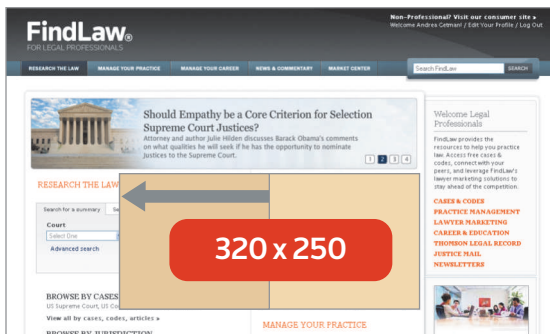 Non-Professional? Visit our consumer site »
Welcome Andrea Getman! / Edit Your Profile / Log Out
FindLaw®
FOR LEGAL PROFESSIONALS
RESEARCH THE LAW MANAGE YOUR PRACTICE MANAGE YOUR CAREER NEWS & COMMENTARY MARKET CENTER
Search FindLaw SEARCH
Should Empathy be a Core Criterion for Selection
Supreme Court Justices?
Attorney and author Julie Hilden discusses Barack Obama's comments
on what qualities he will seek if he has the opportunity to nominate
Justices to the Supreme Court.
1 2 3 4
Welcome Legal
Professionals
FindLaw provides the
resources to help you practice
law. Access free cases &
codes, connect with your
peers, and leverage FindLaw's
lawyer marketing solutions to
stay ahead of the competition.
CASES & CODES
PRACTICE MANAGEMENT
LAWYER MARKETING
CAREER & EDUCATION
THOMSON LEGAL RECORD
JUSTICE MAIL
NEWSLETTERS
RESEARCH THE LAW
Search for a summary
Court
Select One
Advanced search
320 x 250
BROWSE BY CASES
US Supreme Court, US
View all by cases, codes, articles »
BROWSE BY JURISDICTION
MANAGE YOUR PRACTICE